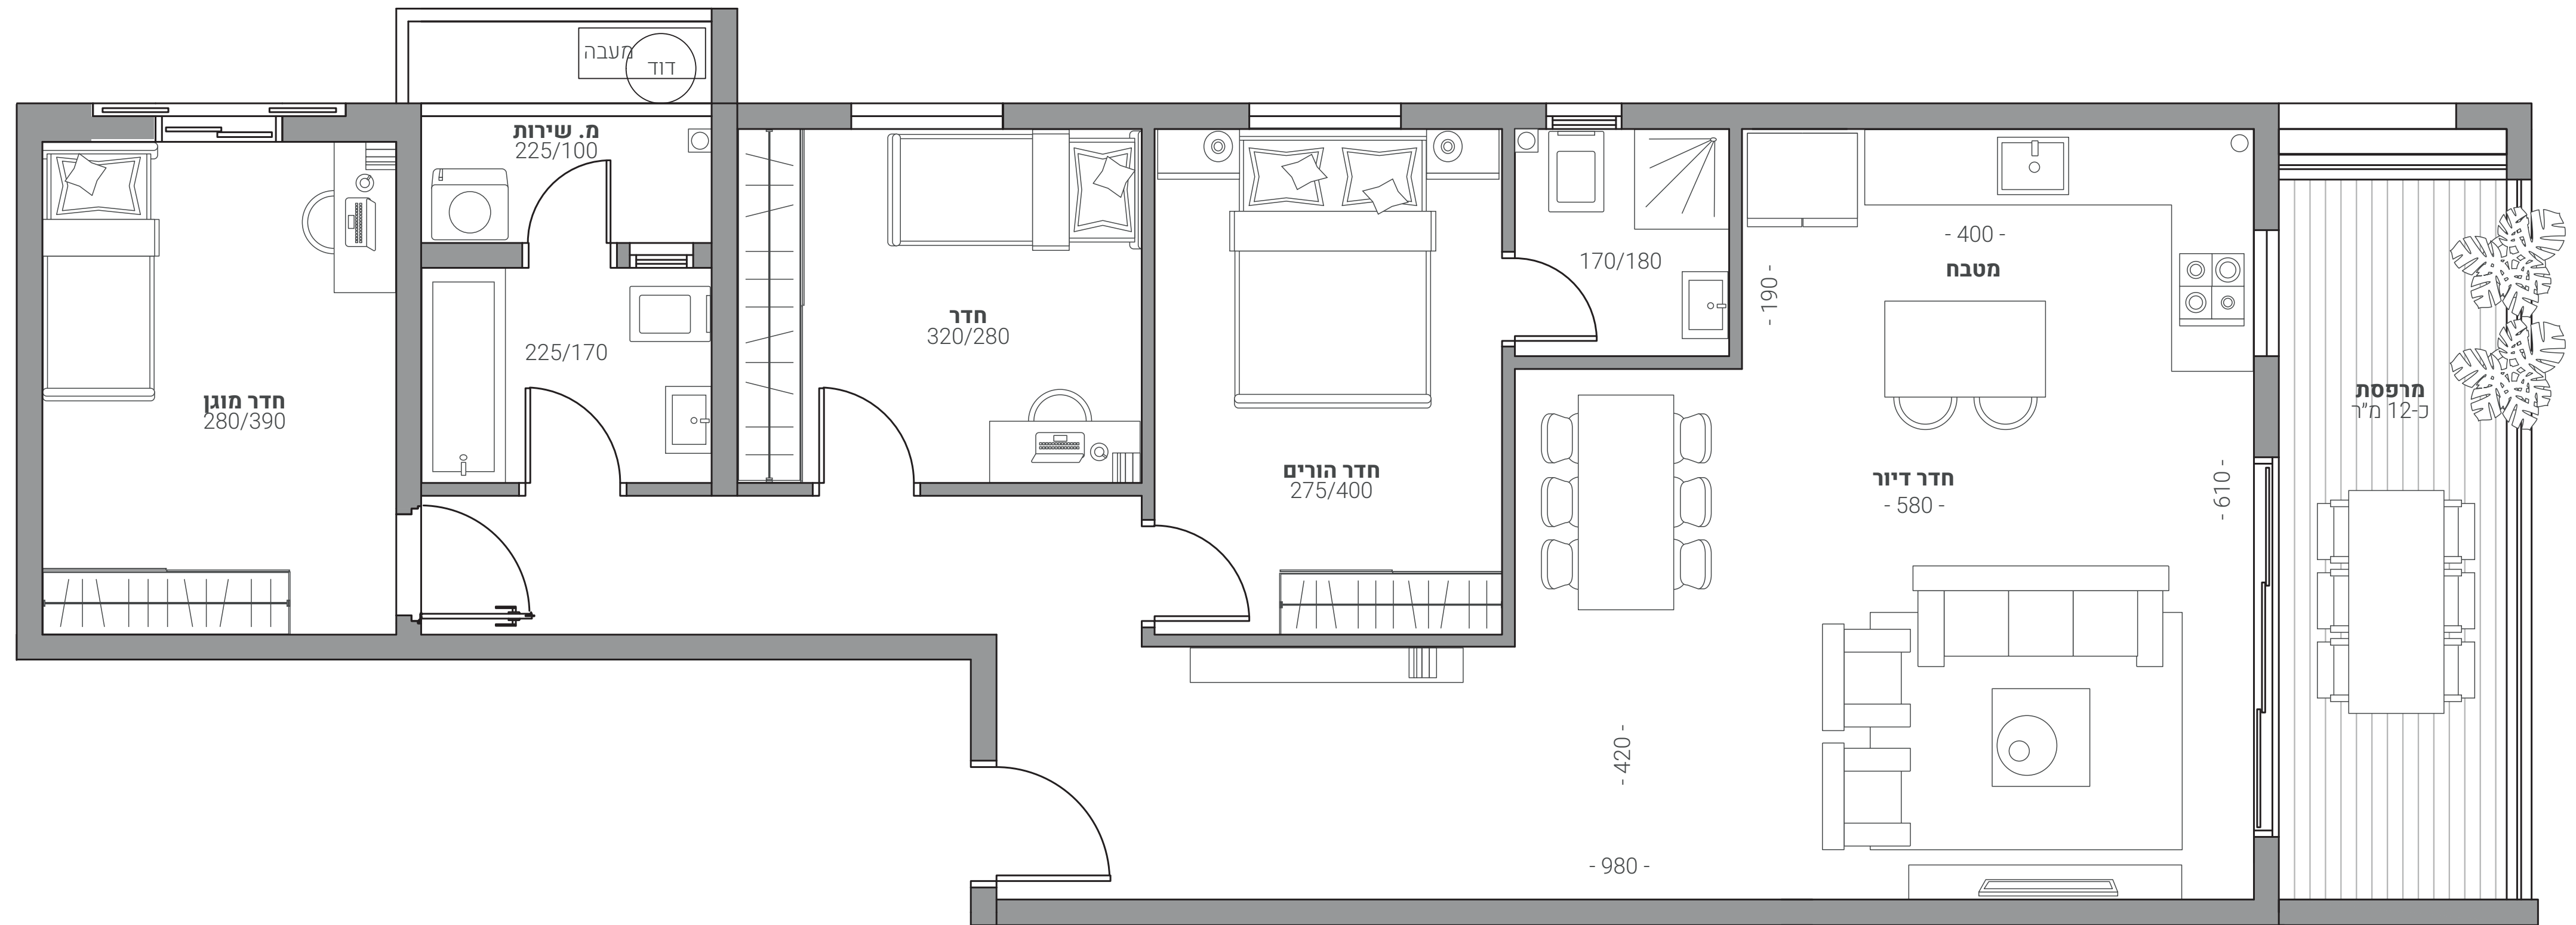 מעבה
דוד
מ. שירות
225/100
170/180
- 400 -
מטבח
- 190 -
חדר
320/280
225/170
חדר מוגן
280/390
מרפסת
כ-12 מ"ר
חדר הורים
275/400
חדר דיור
- 580 -
- 610 -
- 420 -
- 980 -